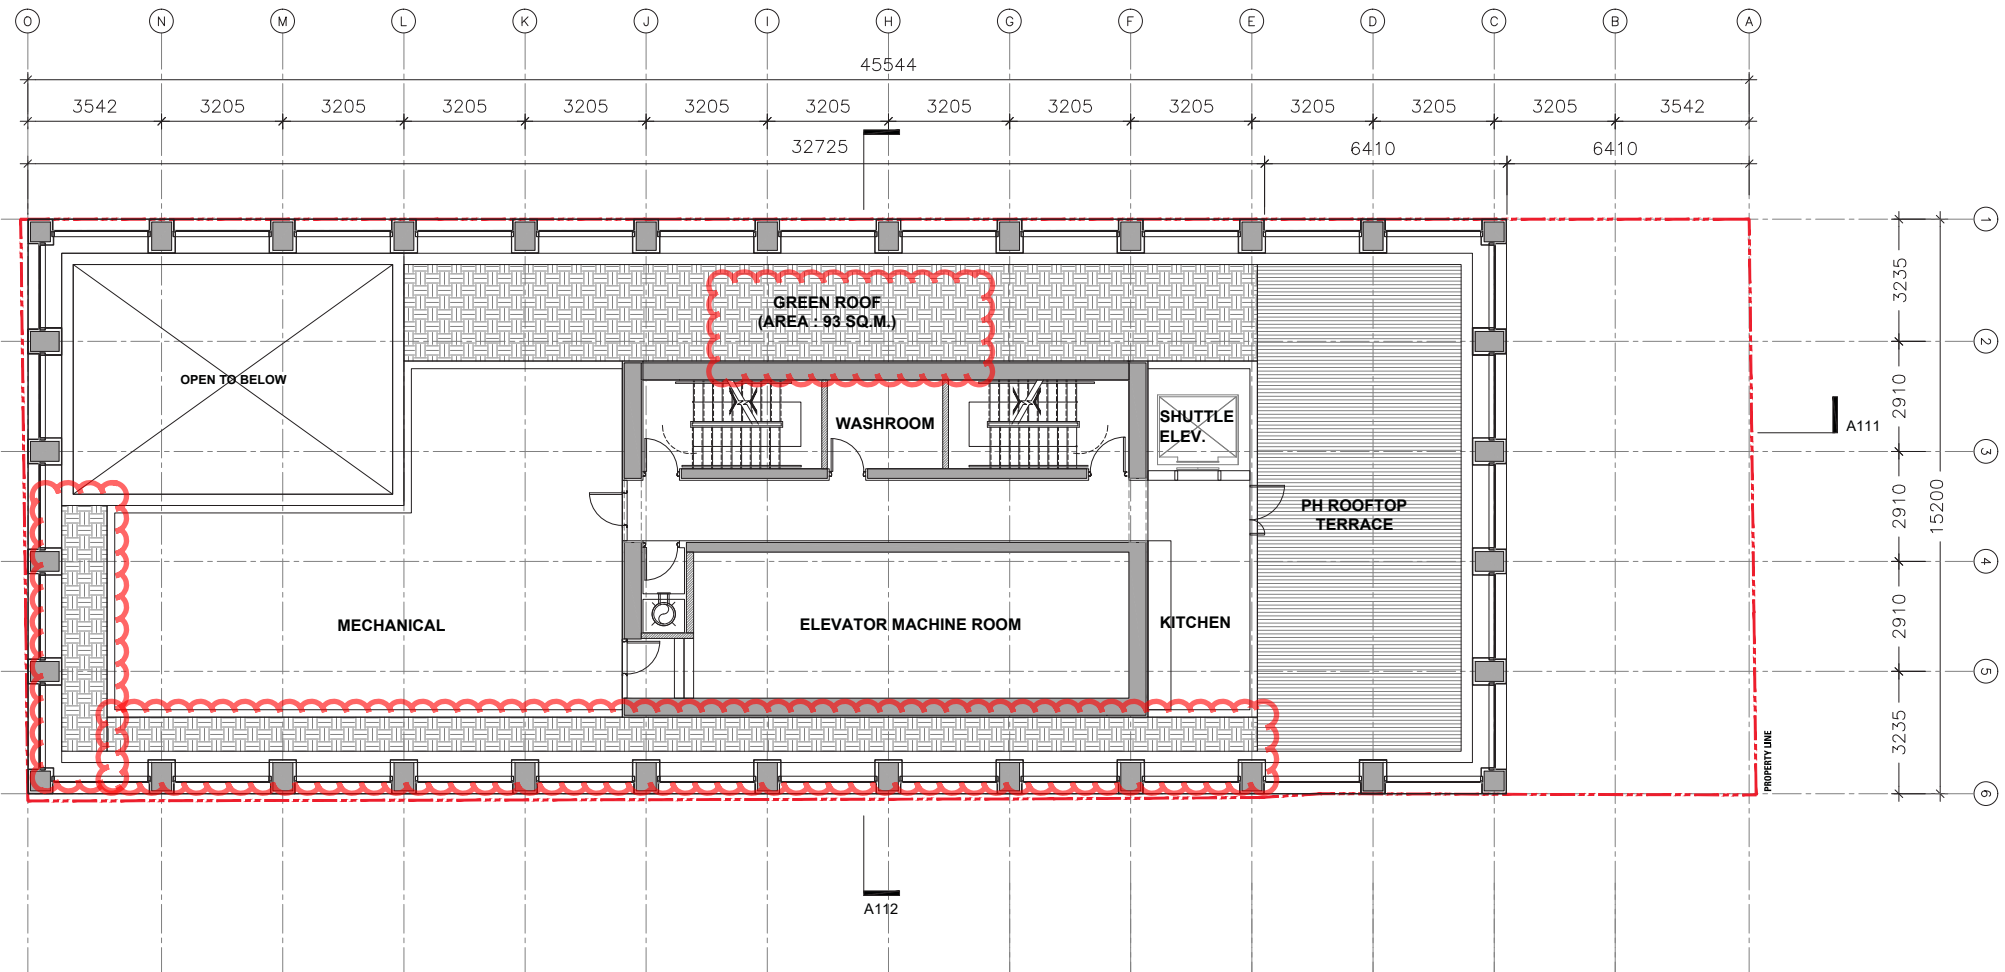 O N M L K J I H G F E D C B A
45544
3542 3205 3205 3205 3205 3205 3205 3205 3205 3205 3205 3205 3205 3542
32725 6410 6410
1
3235
GREEN ROOF
(AREA : 93 SQ.M.)
2
OPEN TO BELOW
2910
WASHROOM
SHUTTLE
ELEV.
A111
3
PH ROOFTOP
TERRACE
2910
15200
4
MECHANICAL
ELEVATOR MACHINE ROOM
KITCHEN
2910
5
3235
PROPERTY LINE
6
A112